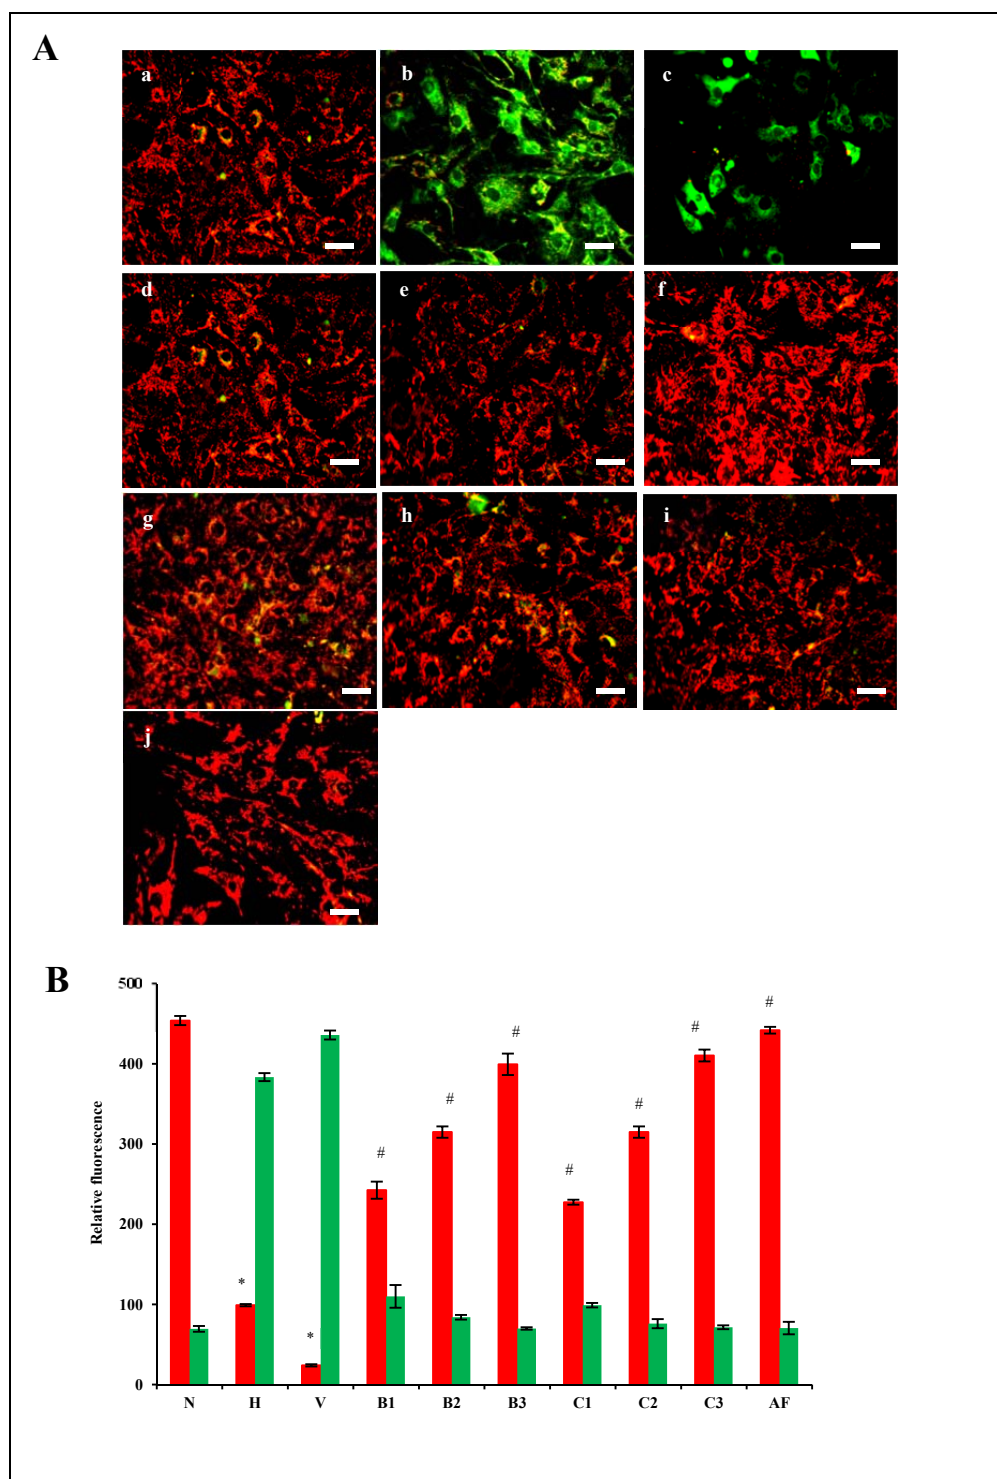 A
a b c
d e f
g h i
j
B
500
#
#
#
#
400
#
#
#
300
#
200
*
100
*
0
Relative fluorescence
N H V B1 B2 B3 C1 C2 C3 AF